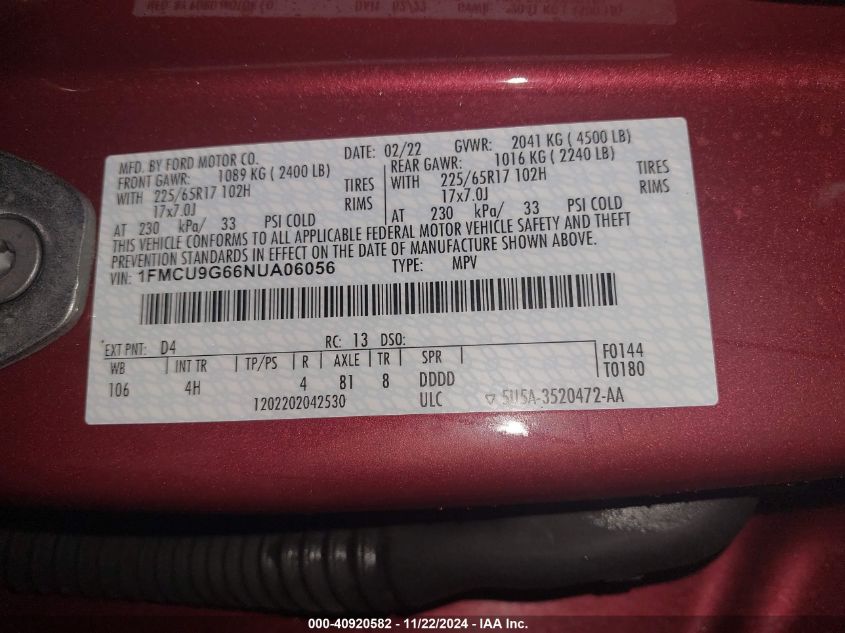 MFD. BY FORD MOTOR CO.
DATE: 02/22 GVWR: 2041 KG ( 4500 LB)
FRONT GAWR: 1089 KG ( 2400 LB)
WITH 225/65R17 102H TIRES
17x7.0J RIMS
AT 230 kPa/ 33 PSI COLD
REAR GAWR: 1016 KG ( 2240 LB)
WITH 225/65R17 102H TIRES
17x7.0J RIMS
AT 230 kPa/ 33 PSI COLD
THIS VEHICLE CONFORMS TO ALL APPLICABLE FEDERAL MOTOR VEHICLE SAFETY AND THEFT
PREVENTION STANDARDS IN EFFECT ON THE DATE OF MANUFACTURE SHOWN ABOVE.
VIN: 1FMCU9G66NUA06056 TYPE: MPV
EXT PNT: D4 RC: 13 DSO:
WB INT TR TP/PS R AXLE TR SPR
106 4H 4 81 8 DDDD
F0144
T0180
1202202042530 ULC 5U5A-3520472-AA
000-40920582 - 11/22/2024 - IAA Inc.